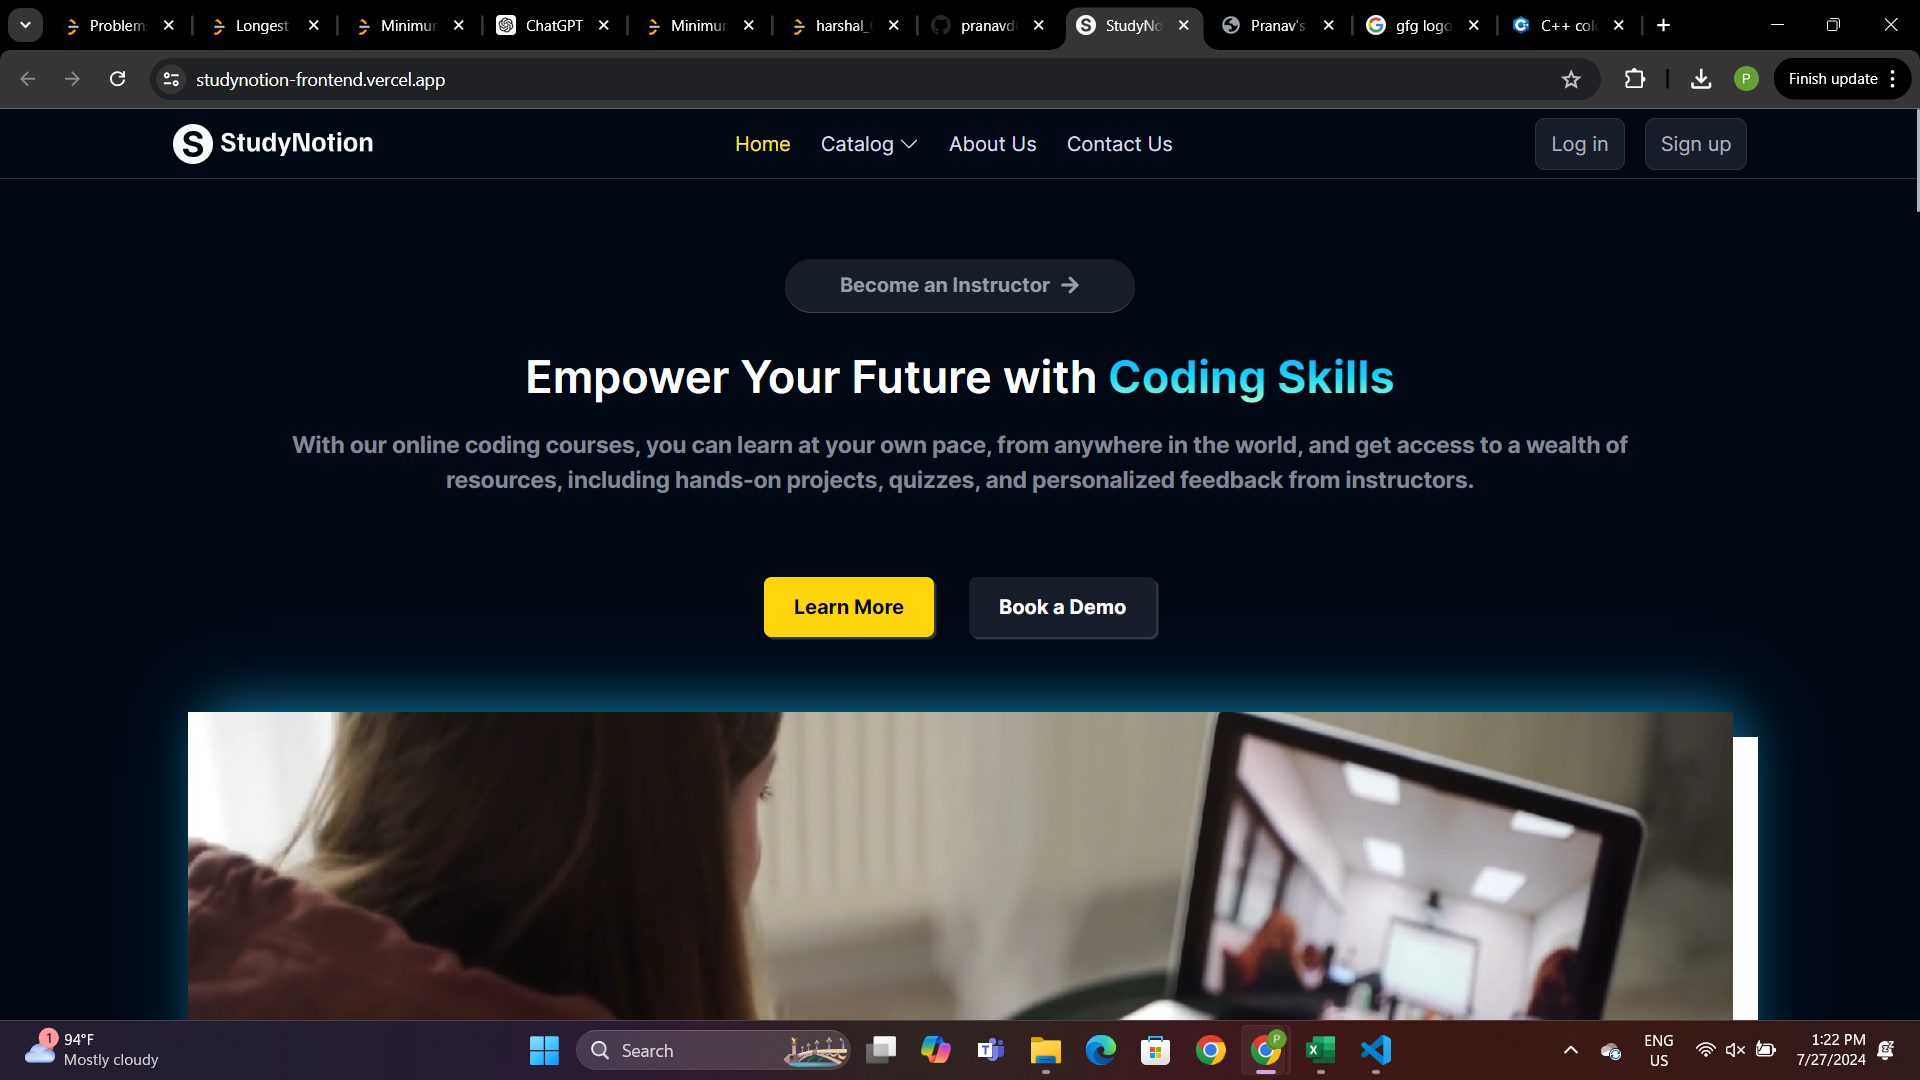 Problem
Longest
Minimu
ChatGPT
Minimu
harshal_
pranavd
StudyNo
Pranav's
gfg logo
C++ col
studynotion-frontend.vercel.app
P
Finish update
S StudyNotion
Home
Catalog
About Us
Contact Us
Log in
Sign up
Become an Instructor →
Empower Your Future with Coding Skills
With our online coding courses, you can learn at your own pace, from anywhere in the world, and get access to a wealth of
resources, including hands-on projects, quizzes, and personalized feedback from instructors.
Learn More
Book a Demo
1
94°F
Mostly cloudy
Search
P
ENG
US
1:22 PM
7/27/2024